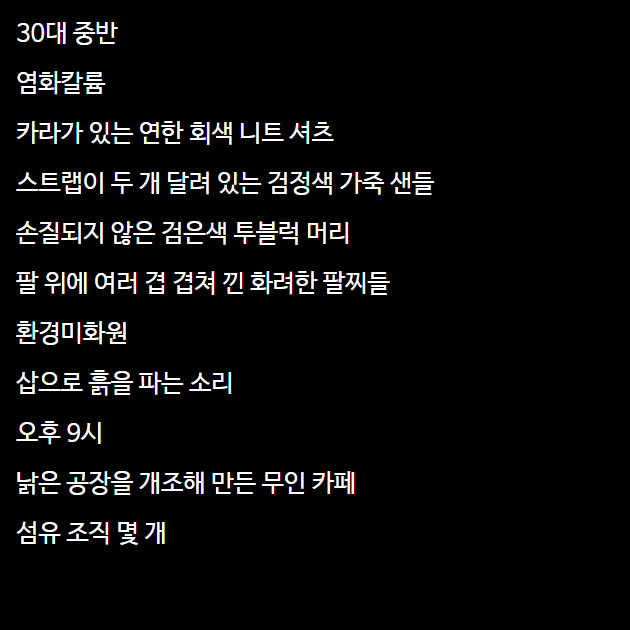 30대 중반
염화칼륨
카라가 있는 연한 회색 니트 셔츠
스트랩이 두 개 달려 있는 검정색 가죽 샌들
손질되지 않은 검은색 투블럭 머리
팔 위에 여러 겹 겹쳐 낀 화려한 팔찌들
환경미화원
삽으로 흙을 파는 소리
오후 9시
낡은 공장을 개조해 만든 무인 카페
섬유 조직 몇 개